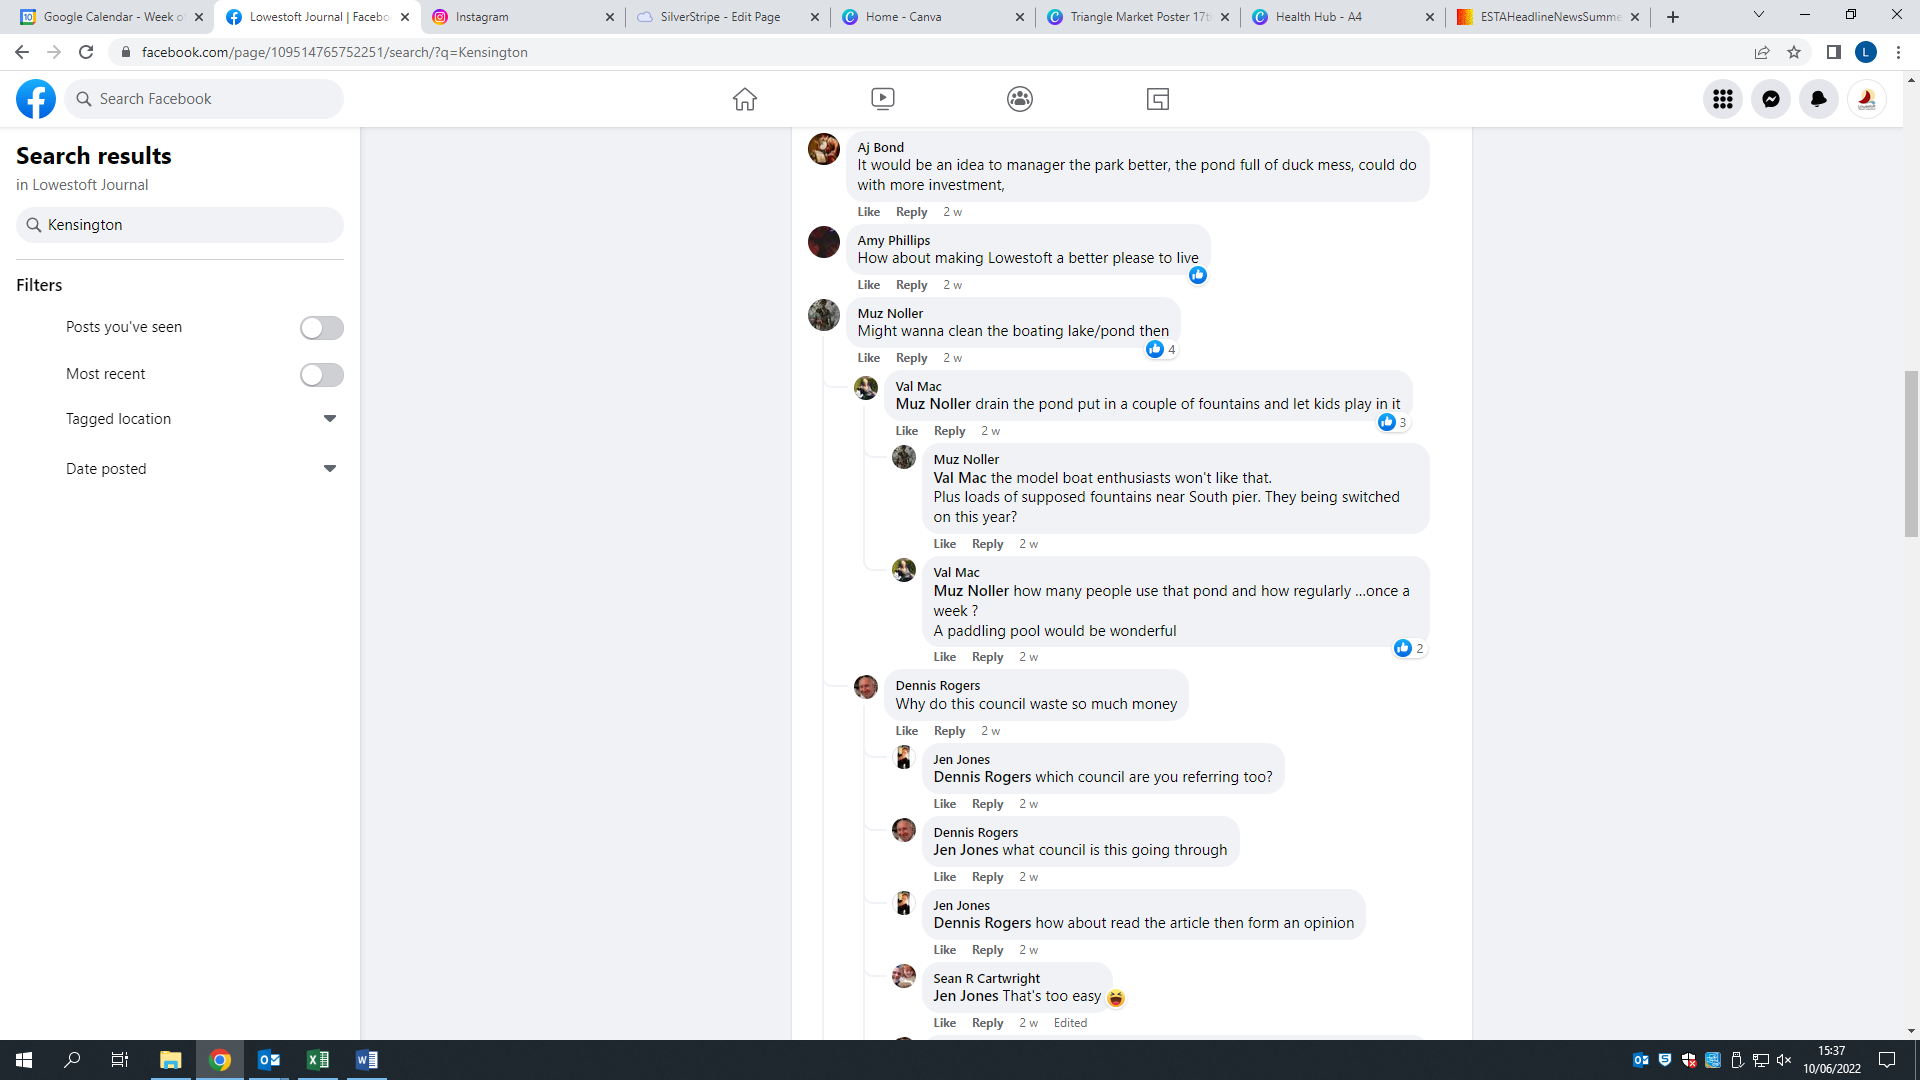 Google Calendar - Week o
Lowestoft Journal | Facebo
Instagram
SilverStripe - Edit Page
Home - Canva
Triangle Market Poster 17t
Health Hub - A4
ESTAHeadlineNewsSumme
facebook.com/page/109514765752251/search/?q=Kensington
L
Search Facebook
Search results
in Lowestoft Journal
Kensington
Filters
Posts you've seen
Most recent
Tagged location
Date posted
Aj Bond
It would be an idea to manager the park better, the pond full of duck mess, could do
with more investment,
Like Reply 2 w
Amy Phillips
How about making Lowestoft a better please to live
Like Reply 2 w
Muz Noller
Might wanna clean the boating lake/pond then
4
Like Reply 2 w
Val Mac
Muz Noller drain the pond put in a couple of fountains and let kids play in it
3
Like Reply 2 w
Muz Noller
Val Mac the model boat enthusiasts won't like that.
Plus loads of supposed fountains near South pier. They being switched
on this year?
Like Reply 2 w
Val Mac
Muz Noller how many people use that pond and how regularly ...once a
week ?
A paddling pool would be wonderful
2
Like Reply 2 w
Dennis Rogers
Why do this council waste so much money
Like Reply 2 w
Jen Jones
Dennis Rogers which council are you referring too?
Like Reply 2 w
Dennis Rogers
Jen Jones what council is this going through
Like Reply 2 w
Jen Jones
Dennis Rogers how about read the article then form an opinion
Like Reply 2 w
Sean R Cartwright
Jen Jones That's too easy
Like Reply 2 w Edited
15:37
10/06/2022